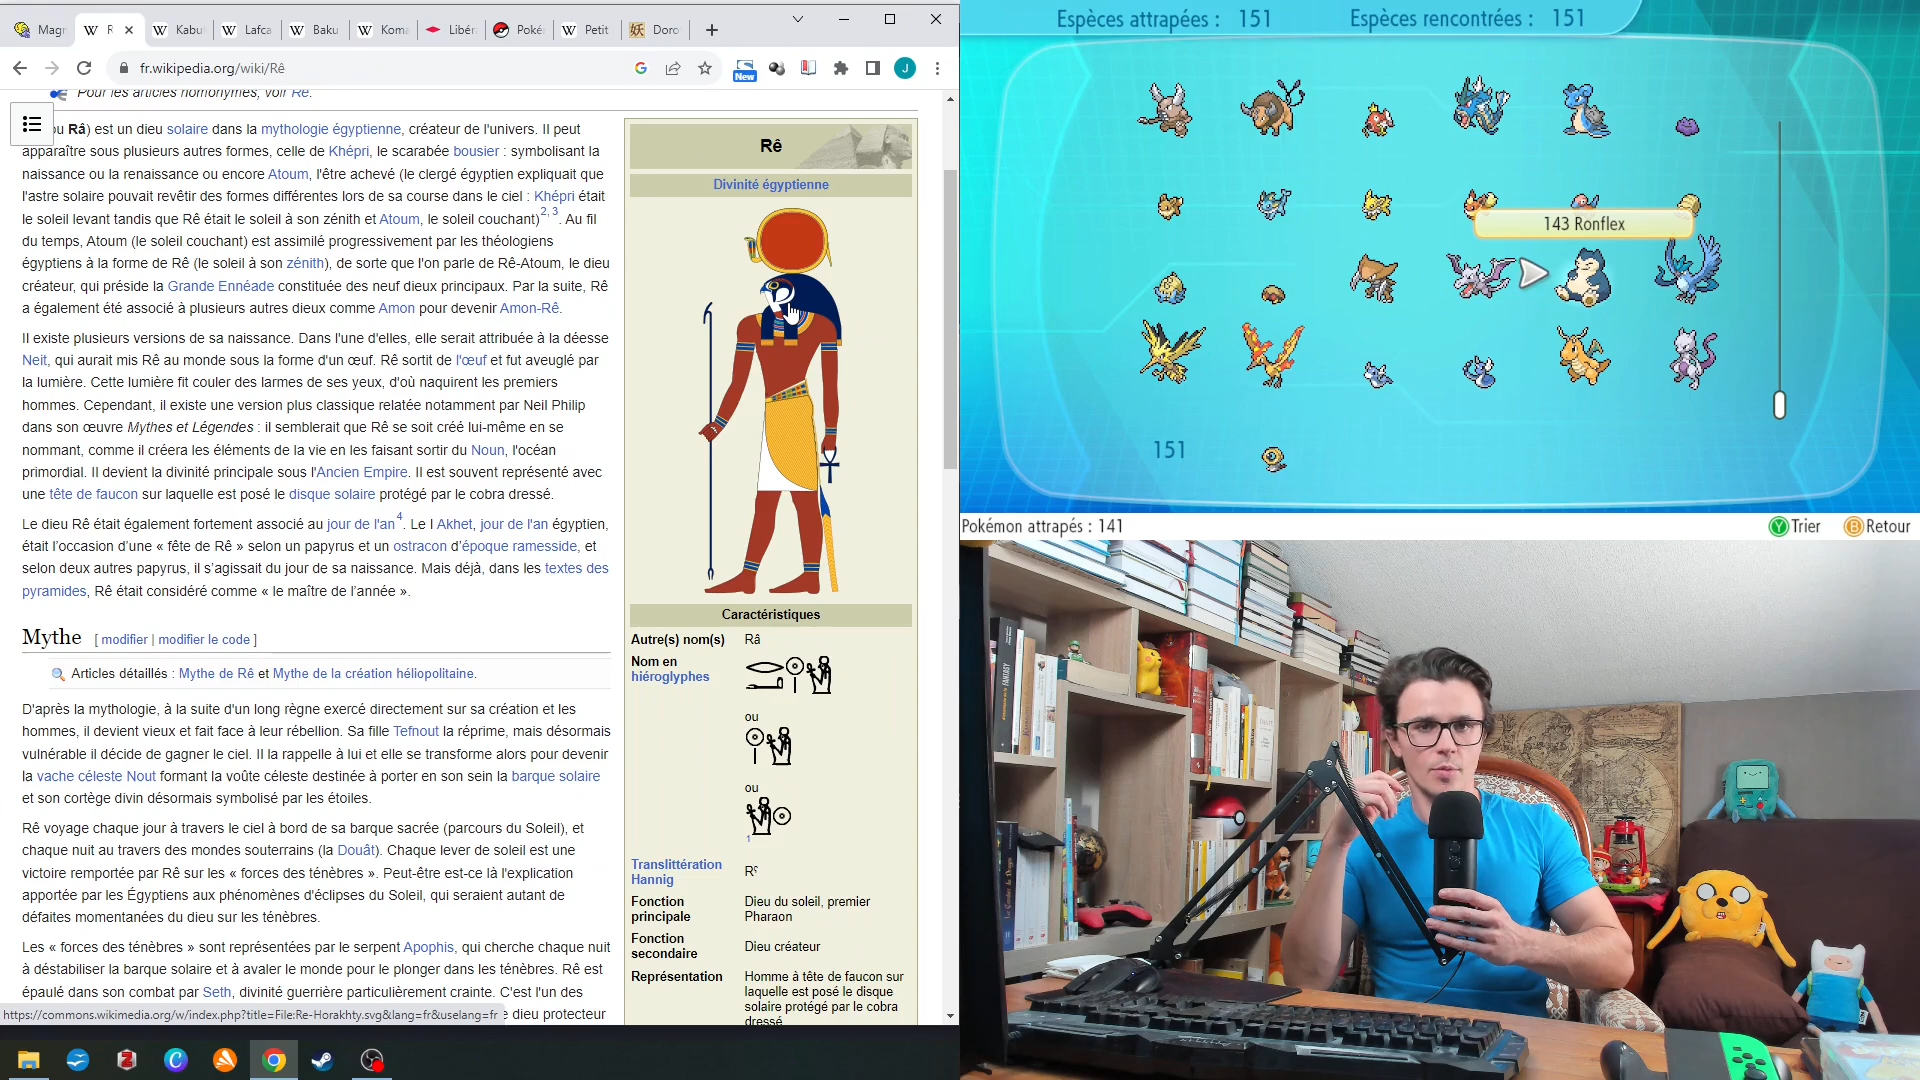 Magr
R
Kabu
Lafca
Baku
Koma
Libér
Poké
Petit
Doro
fr.wikipedia.org/wiki/Rê
New
J
Pour les articles homonymes, voir Re.
ou Râ) est un dieu solaire dans la mythologie égyptienne, créateur de l'univers. Il peut
apparaître sous plusieurs autres formes, celle de Khépri, le scarabée bousier : symbolisant la
naissance ou la renaissance ou encore Atoum, l'être achevé (le clergé égyptien expliquait que
l'astre solaire pouvait revêtir des formes différentes lors de sa course dans le ciel : Khépri était
le soleil levant tandis que Rê était le soleil à son zénith et Atoum, le soleil couchant)2, 3. Au fil
du temps, Atoum (le soleil couchant) est assimilé progressivement par les théologiens
égyptiens à la forme de Rê (le soleil à son zénith), de sorte que l'on parle de Rê-Atoum, le dieu
créateur, qui préside la Grande Ennéade constituée des neuf dieux principaux. Par la suite, Rê
a également été associé à plusieurs autres dieux comme Amon pour devenir Amon-Rê.
Il existe plusieurs versions de sa naissance. Dans l'une d'elles, elle serait attribuée à la déesse
Neit, qui aurait mis Rê au monde sous la forme d'un œuf. Rê sortit de l'œuf et fut aveuglé par
la lumière. Cette lumière fit couler des larmes de ses yeux, d'où naquirent les premiers
hommes. Cependant, il existe une version plus classique relatée notamment par Neil Philip
dans son œuvre Mythes et Légendes : il semblerait que Rê se soit créé lui-même en se
nommant, comme il créera les éléments de la vie en les faisant sortir du Noun, l'océan
primordial. Il devient la divinité principale sous l'Ancien Empire. Il est souvent représenté avec
une tête de faucon sur laquelle est posé le disque solaire protégé par le cobra dressé.
Le dieu Rê était également fortement associé au jour de l'an4. Le I Akhet, jour de l'an égyptien,
était l'occasion d'une « fête de Rê » selon un papyrus et un ostracon d'époque ramesside, et
selon deux autres papyrus, il s'agissait du jour de sa naissance. Mais déjà, dans les textes des
pyramides, Rê était considéré comme « le maître de l'année ».
Mythe [ modifier | modifier le code ]
Articles détaillés : Mythe de Rê et Mythe de la création héliopolitaine.
D'après la mythologie, à la suite d'un long règne exercé directement sur sa création et les
hommes, il devient vieux et fait face à leur rébellion. Sa fille Tefnout la réprime, mais désormais
vulnérable il décide de gagner le ciel. Il la rappelle à lui et elle se transforme alors pour devenir
la vache céleste Nout formant la voûte céleste destinée à porter en son sein la barque solaire
et son cortège divin désormais symbolisé par les étoiles.
Rê voyage chaque jour à travers le ciel à bord de sa barque sacrée (parcours du Soleil), et
chaque nuit au travers des mondes souterrains (la Douât). Chaque lever de soleil est une
victoire remportée par Rê sur les « forces des ténèbres ». Peut-être est-ce là l'explication
apportée par les Égyptiens aux phénomènes d'éclipses du Soleil, qui seraient autant de
défaites momentanées du dieu sur les ténèbres.
Les « forces des ténèbres » sont représentées par le serpent Apophis, qui cherche chaque nuit
à déstabiliser la barque solaire et à avaler le monde pour le plonger dans les ténèbres. Rê est
épaulé dans son combat par Seth, divinité guerrière particulièrement crainte. C'est l'un des
https://commons.wikimedia.org/w/index.php?title=File:Re-Horakhty.svg&lang=fr&uselang=fr
e dieu protecteur
Rê
Divinité égyptienne
Caractéristiques
Autre(s) nom(s) Râ
Nom en
hiéroglyphes
ou
ou
1
Translittération
Hannig
Rꜥ
Fonction
principale
Dieu du soleil, premier
Pharaon
Fonction
secondaire
Dieu créateur
Représentation
Homme à tête de faucon sur
laquelle est posé le disque
solaire protégé par le cobra
dressé
Espèces attrapées : 151
Espèces rencontrées : 151
143 Ronflex
151
Pokémon attrapés : 141
Y Trier
B Retour